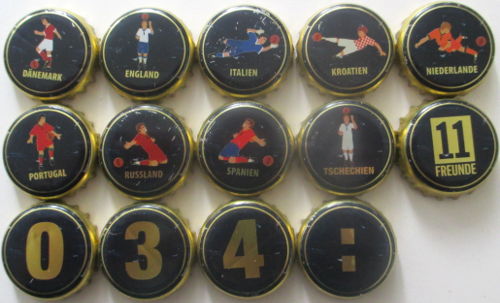 DÄNEMARK ENGLAND ITALIEN KROATIEN NIEDERLANDE
PORTUGAL RUSSLAND SPANIEN TSCHECHIEN 11 FREUNDE
0 3 4 :